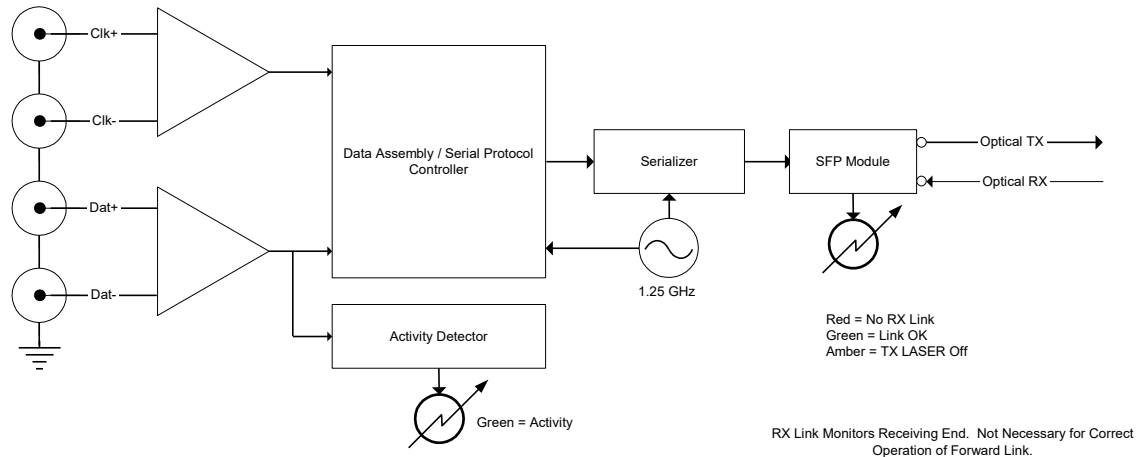 Clk+
Clk-
Dat+
Dat-
Data Assembly / Serial Protocol
Controller
Serializer
SFP Module
Optical TX
Optical RX
1.25 GHz
Activity Detector
Green = Activity
Red = No RX Link
Green = Link OK
Amber = TX LASER Off
RX Link Monitors Receiving End.  Not Necessary for Correct
Operation of Forward Link.